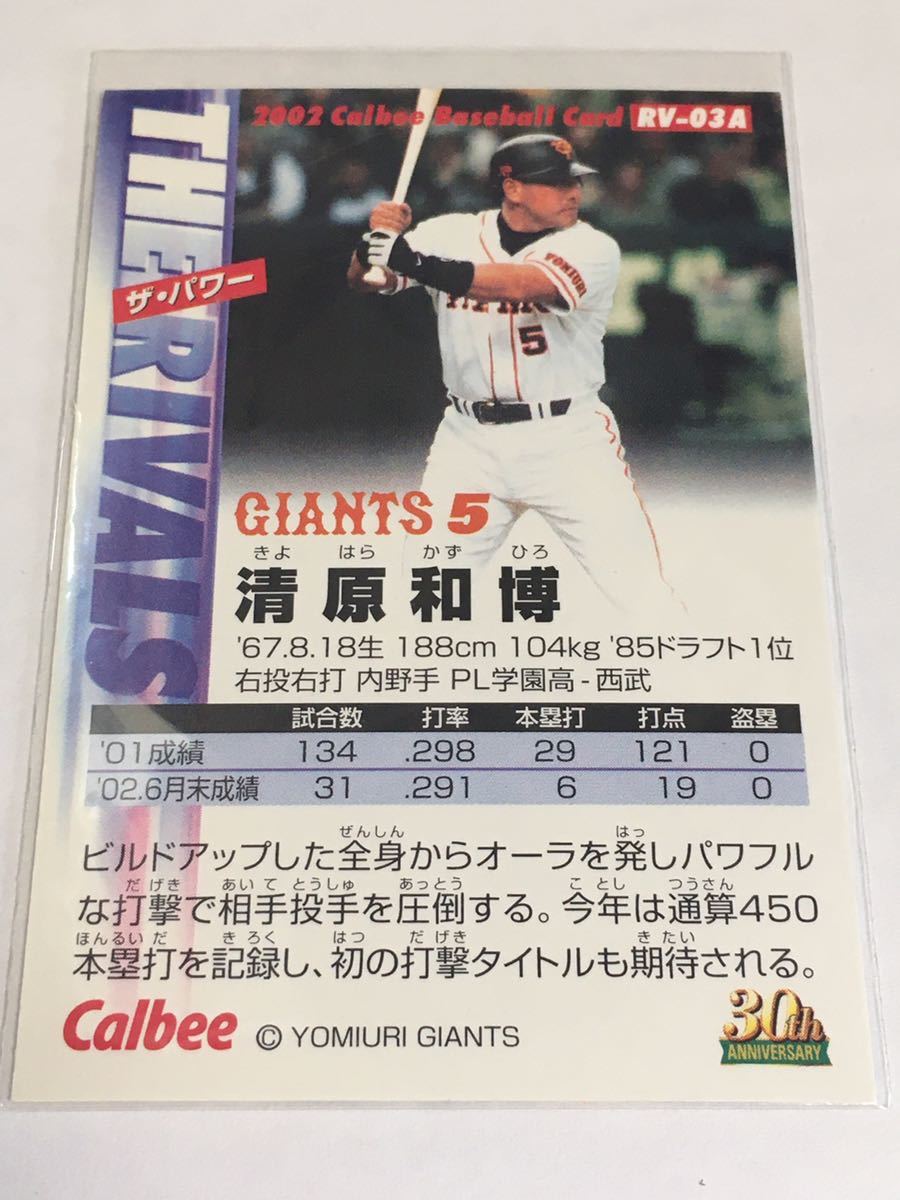 2002 Calbee Baseball Card RV-03A
THE RIVALS
ザ・パワー
YOMIURI
5
GIANTS 5
きよ はら かず ひろ
清原和博
'67.8.18生 188cm 104kg '85ドラフト1位
右投右打 内野手 PL学園高-西武
試合数 打率 本塁打 打点 盗塁
'01成績 134 .298 29 121 0
'02.6月末成績 31 .291 6 19 0
ぜんしん はっ
ビルドアップした全身からオーラを発しパワフル
だげき あいて とうしゅ あっとう ことし つうさん
な打撃で相手投手を圧倒する。今年は通算450
ほんるいだ きろく はつ だげき きたい
本塁打を記録し、初の打撃タイトルも期待される。
Calbee © YOMIURI GIANTS
30th
ANNIVERSARY